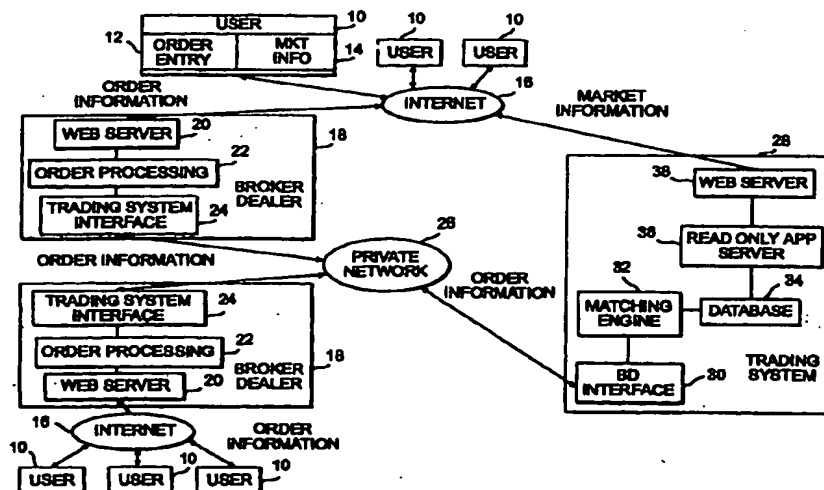 USER
10
12
ORDER ENTRY
MKT INFO
14
10
USER
10
USER
INTERNET
16
ORDER INFORMATION
MARKET INFORMATION
WEB SERVER
20
18
ORDER PROCESSING
22
BROKER DEALER
TRADING SYSTEM INTERFACE
24
ORDER INFORMATION
PRIVATE NETWORK
26
ORDER INFORMATION
28
38
WEB SERVER
36
READ ONLY APP SERVER
32
MATCHING ENGINE
34
DATABASE
TRADING SYSTEM
BD INTERFACE
30
TRADING SYSTEM INTERFACE
24
ORDER PROCESSING
22
18
WEB SERVER
20
BROKER DEALER
16
INTERNET
ORDER INFORMATION
10
USER
USER
10
USER
10